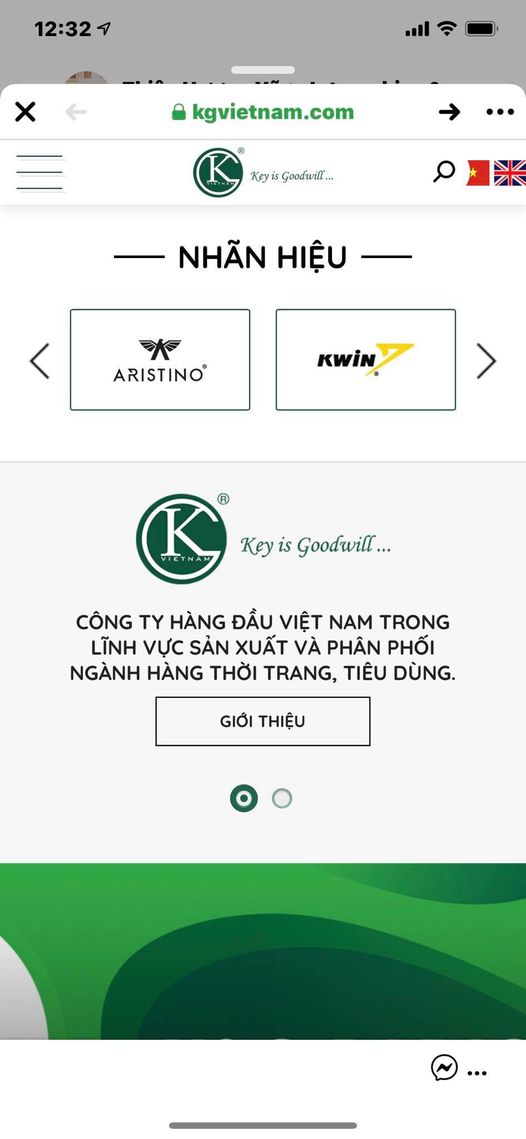 12:32
kgvietnam.com
KG
VIETNAM
®
Key is Goodwill...
NHÃN HIỆU
ARISTINO®
KWIN
®
KG
VIETNAM
®
Key is Goodwill...
CÔNG TY HÀNG ĐẦU VIỆT NAM TRONG
LĨNH VỰC SẢN XUẤT VÀ PHÂN PHỐI
NGÀNH HÀNG THỜI TRANG, TIÊU DÙNG.
GIỚI THIỆU